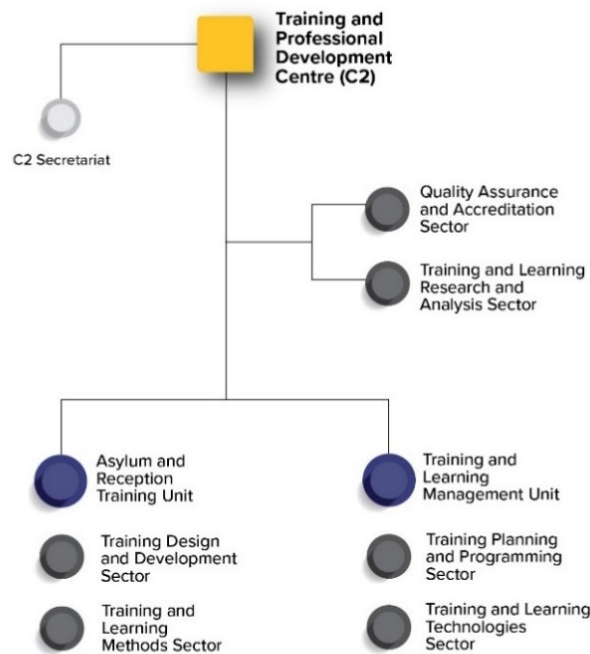 Training and
Professional
Development
Centre (C2)
C2 Secretariat
Quality Assurance
and Accreditation
Sector
Training and Learning
Research and
Analysis Sector
Asylum and
Reception
Training Unit
Training Design
and Development
Sector
Training and
Learning
Methods Sector
Training and
Learning
Management Unit
Training Planning
and Programming
Sector
Training and Learning
Technologies
Sector